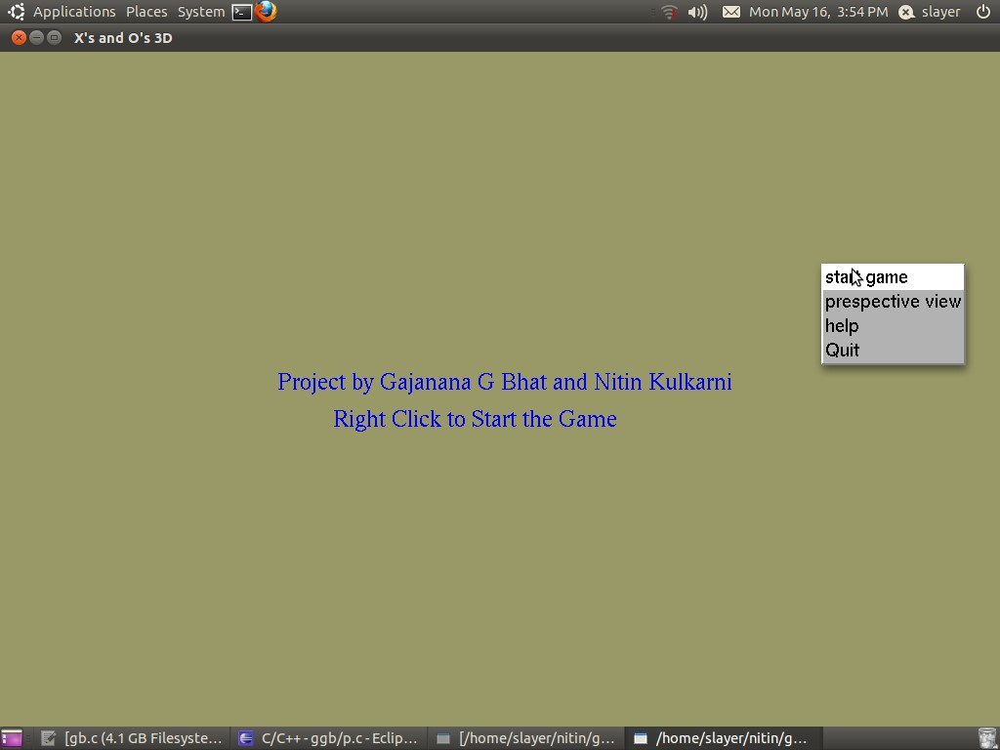 Applications Places System Mon May 16, 3:54 PM slayer
X's and O's 3D
start game
prespective view
help
Quit
Project by Gajanana G Bhat and Nitin Kulkarni
Right Click to Start the Game
[gb.c (4.1 GB Filesyste... C/C++ - ggb/p.c - Eclip... [/home/slayer/nitin/g... /home/slayer/nitin/g...